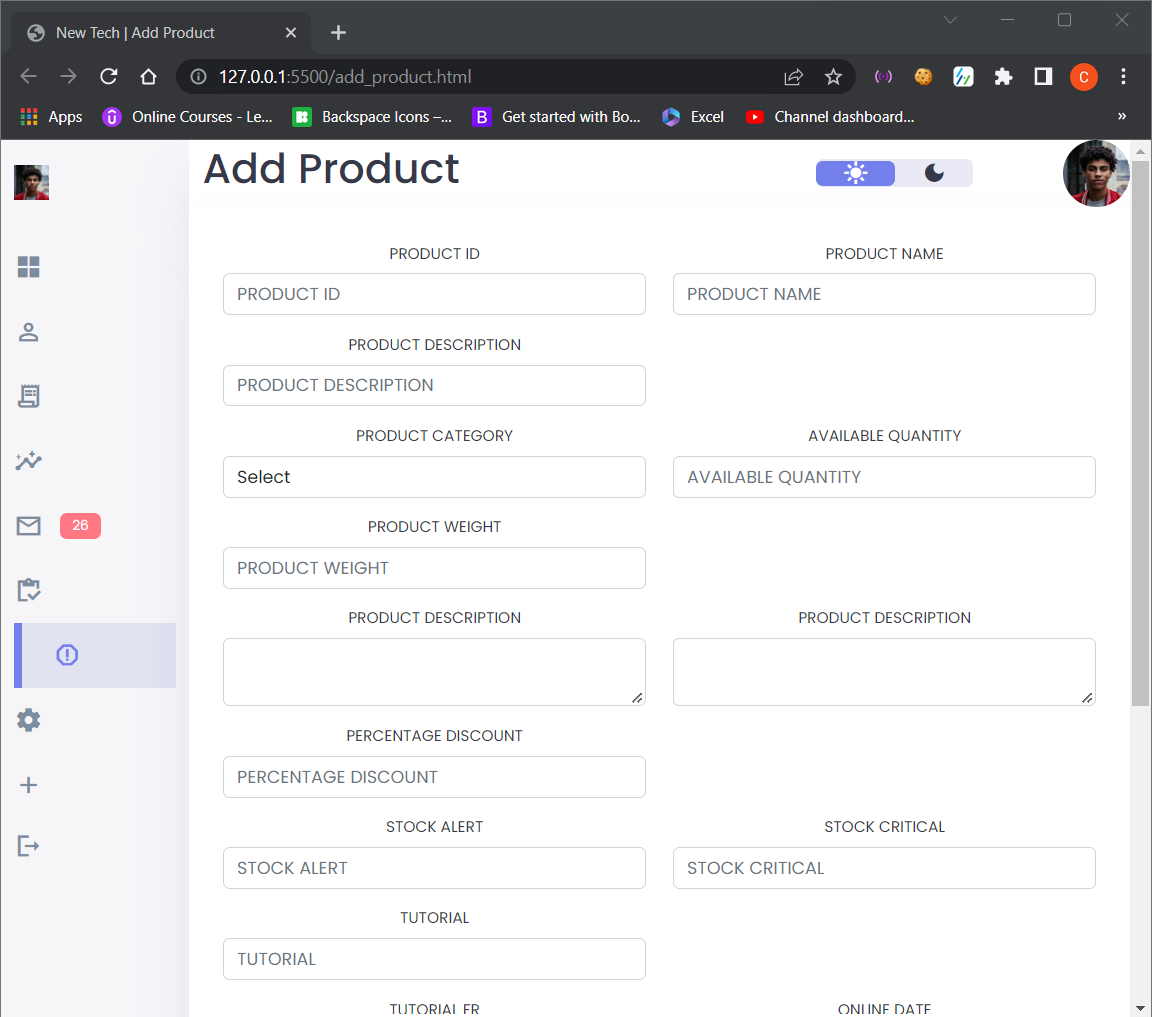 New Tech | Add Product
127.0.0.1:5500/add_product.html
C
Apps Online Courses - Le... Backspace Icons –... B Get started with Bo... Excel Channel dashboard... »
Add Product
PRODUCT ID PRODUCT NAME
PRODUCT ID PRODUCT NAME
PRODUCT DESCRIPTION
PRODUCT DESCRIPTION
PRODUCT CATEGORY AVAILABLE QUANTITY
Select AVAILABLE QUANTITY
PRODUCT WEIGHT
26
PRODUCT WEIGHT
PRODUCT DESCRIPTION PRODUCT DESCRIPTION
PERCENTAGE DISCOUNT
PERCENTAGE DISCOUNT
STOCK ALERT STOCK CRITICAL
STOCK ALERT STOCK CRITICAL
TUTORIAL
TUTORIAL
TUTORIAL FR ONLINE DATE